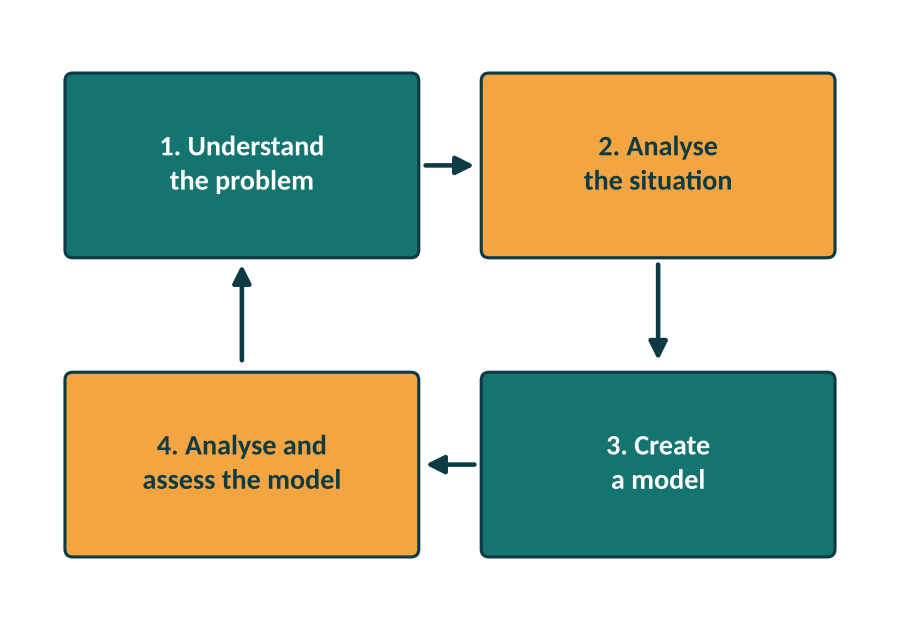 1. Understand
the problem
2. Analyse
the situation
3. Create
a model
4. Analyse and
assess the model